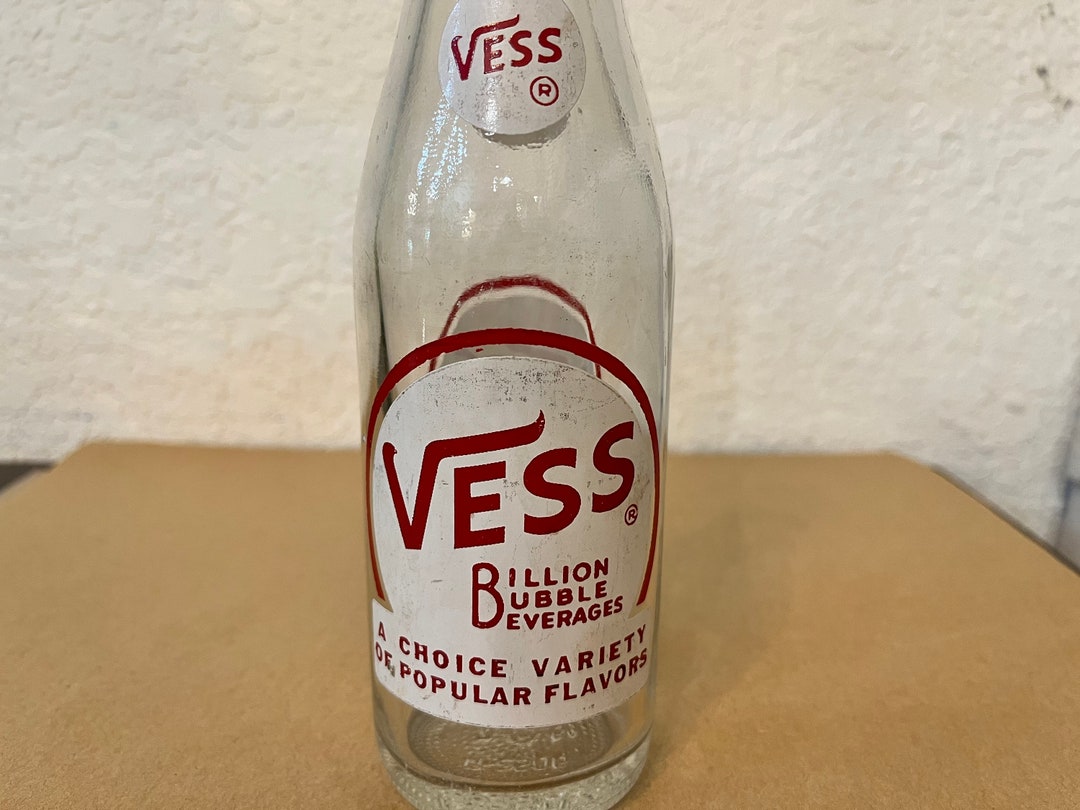 VESS
®
VESS
®
BILLION
BUBBLE
BEVERAGES
A CHOICE VARIETY
OF POPULAR FLAVORS